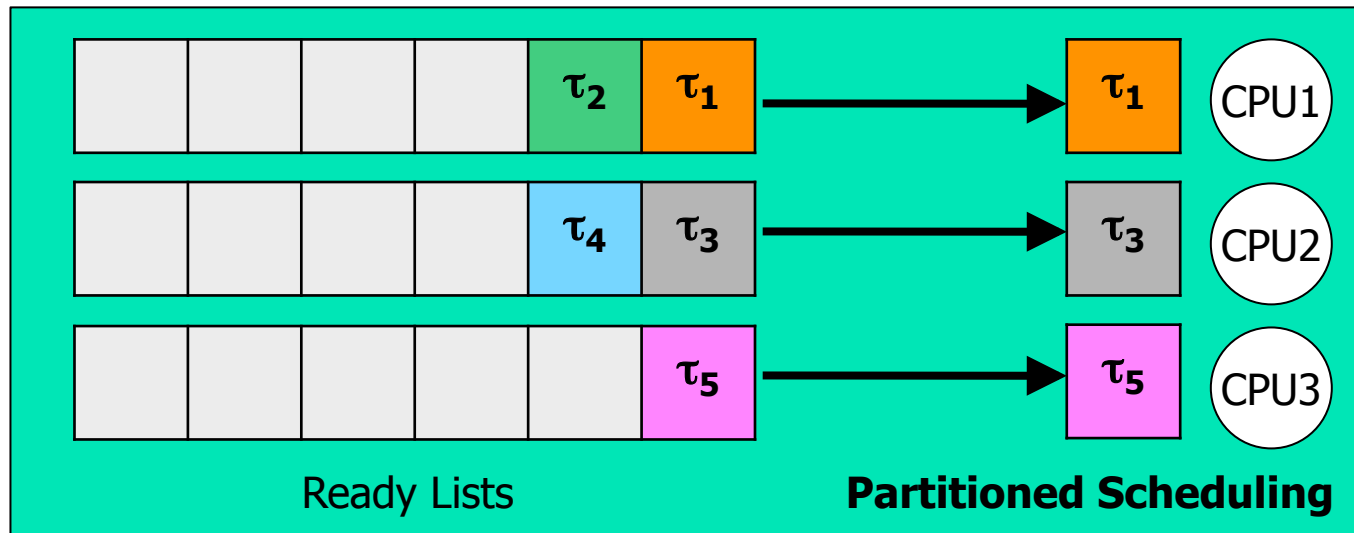 τ2 τ1 τ1 CPU1
τ4 τ3 τ3 CPU2
τ5 τ5 CPU3
Ready Lists Partitioned Scheduling